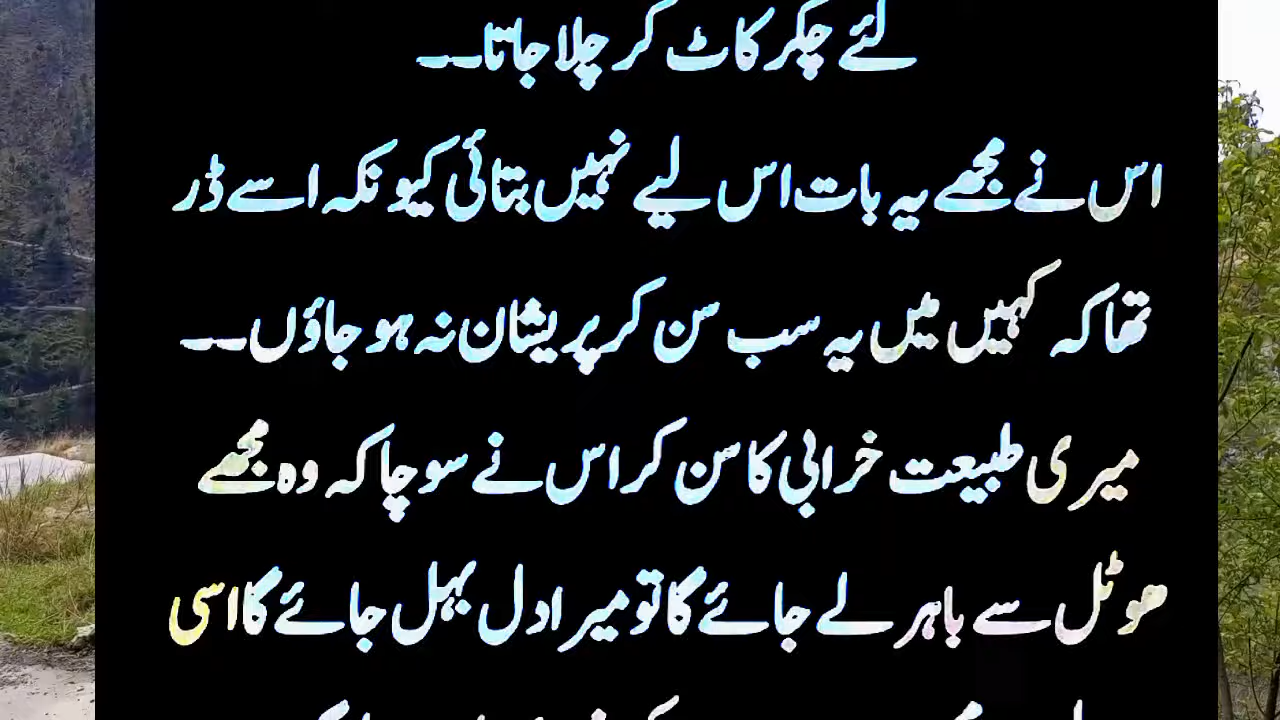 لئے چکر کاٹ کر چلا جاتا۔۔
اس نے مجھے یہ بات اس لیے نہیں بتائی کیونکہ اسے ڈر
تھا کہ کہیں میں یہ سب سن کر پریشان نہ ہو جاؤں۔۔
میری طبیعت خرابی کا سن کر اس نے سوچا کہ وہ مجھے
ھوٹل سے باہر لے جائے گا تو میرا دل بہل جائے گا اسی